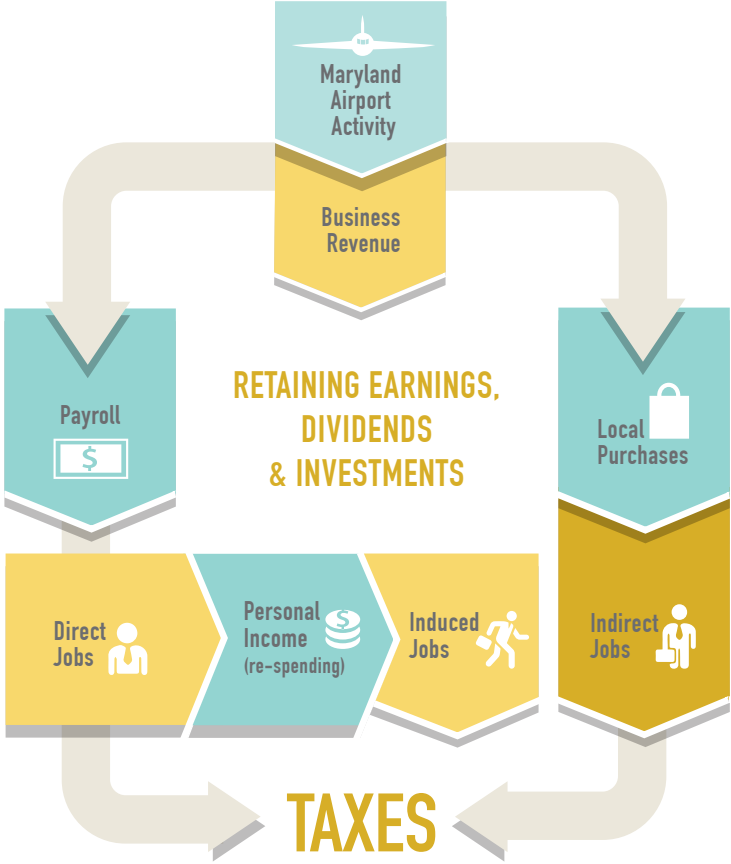 Maryland
Airport
Activity
Business
Revenue
RETAINING EARNINGS,
DIVIDENDS
& INVESTMENTS
Payroll
$
Local
Purchases
Direct
Jobs
Personal
Income
(re-spending)
$
Induced
Jobs
Indirect
Jobs
TAXES